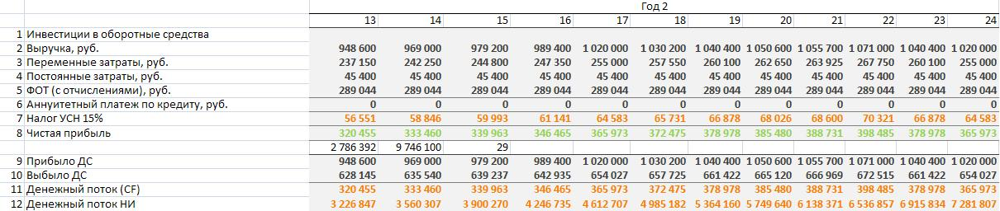 Год 2
13 14 15 16 17 18 19 20 21 22 23 24
1 Инвестиции в оборотные средства
2 Выручка, руб. 948 600 969 000 979 200 989 400 1 020 000 1 030 200 1 040 400 1 050 600 1 055 700 1 071 000 1 040 400 1 020 000
3 Переменные затраты, руб. 237 150 242 250 244 800 247 350 255 000 257 550 260 100 262 650 263 925 267 750 260 100 255 000
4 Постоянные затраты, руб. 45 400 45 400 45 400 45 400 45 400 45 400 45 400 45 400 45 400 45 400 45 400 45 400
5 ФОТ (с отчислениями), руб. 289 044 289 044 289 044 289 044 289 044 289 044 289 044 289 044 289 044 289 044 289 044 289 044
6 Аннуитетный платеж по кредиту, руб. 0 0 0 0 0 0 0 0 0 0 0 0
7 Налог УСН 15% 56 551 58 846 59 993 61 141 64 583 65 731 66 878 68 026 68 600 70 321 66 878 64 583
8 Чистая прибыль 320 455 333 460 339 963 346 465 365 973 372 475 378 978 385 480 388 731 398 485 378 978 365 973
2 786 392 9 746 100 29
9 Прибыло ДС 948 600 969 000 979 200 989 400 1 020 000 1 030 200 1 040 400 1 050 600 1 055 700 1 071 000 1 040 400 1 020 000
10 Выбыло ДС 628 145 635 540 639 237 642 935 654 027 657 725 661 422 665 120 666 969 672 515 661 422 654 027
11 Денежный поток (CF) 320 455 333 460 339 963 346 465 365 973 372 475 378 978 385 480 388 731 398 485 378 978 365 973
12 Денежный поток НИ 3 226 847 3 560 307 3 900 270 4 246 735 4 612 707 4 985 182 5 364 160 5 749 640 6 138 371 6 536 857 6 915 834 7 281 807